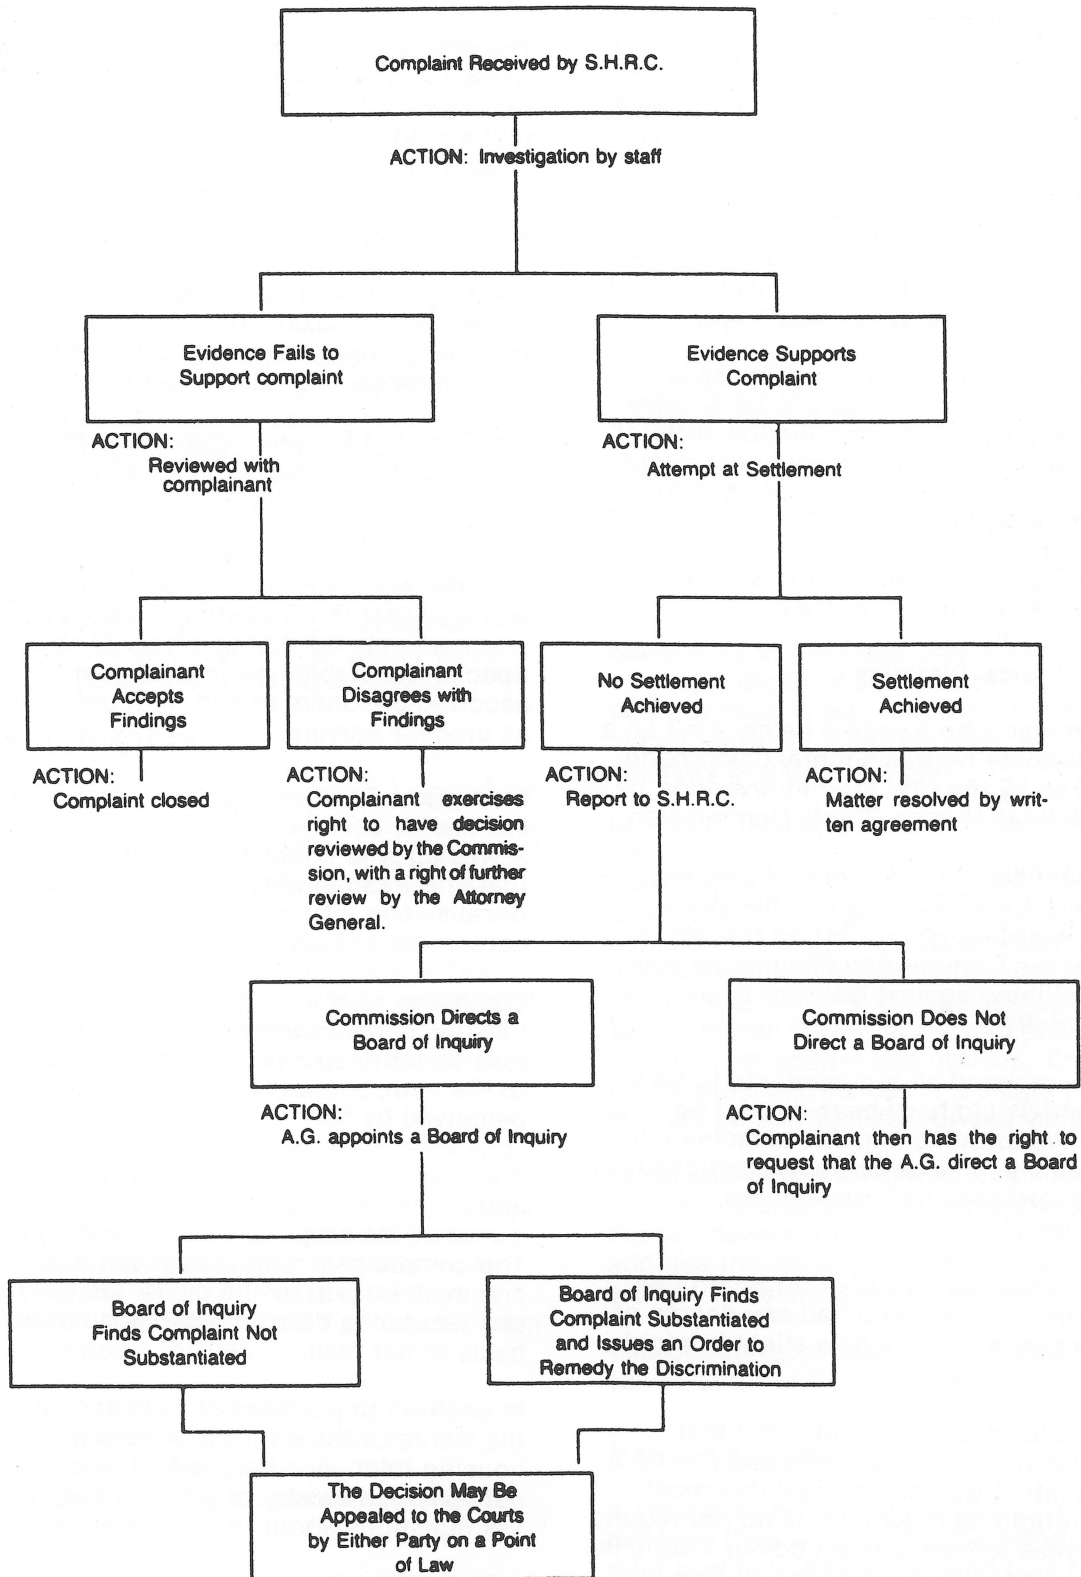 Complaint Received by S.H.R.C.
ACTION: Investigation by staff
Evidence Fails to
Support complaint
ACTION:
Reviewed with
complainant
Evidence Supports
Complaint
ACTION:
Attempt at Settlement
Complainant
Accepts
Findings
ACTION:
Complaint closed
Complainant
Disagrees with
Findings
ACTION:
Complainant exercises
right to have decision
reviewed by the Commis-
sion, with a right of further
review by the Attorney
General.
No Settlement
Achieved
ACTION:
Report to S.H.R.C.
Settlement
Achieved
ACTION:
Matter resolved by writ-
ten agreement
Commission Directs a
Board of Inquiry
ACTION:
A.G. appoints a Board of Inquiry
Commission Does Not
Direct a Board of Inquiry
ACTION:
Complainant then has the right to
request that the A.G. direct a Board
of Inquiry
Board of Inquiry
Finds Complaint Not
Substantiated
Board of Inquiry Finds
Complaint Substantiated
and Issues an Order to
Remedy the Discrimination
The Decision May Be
Appealed to the Courts
by Either Party on a Point
of Law